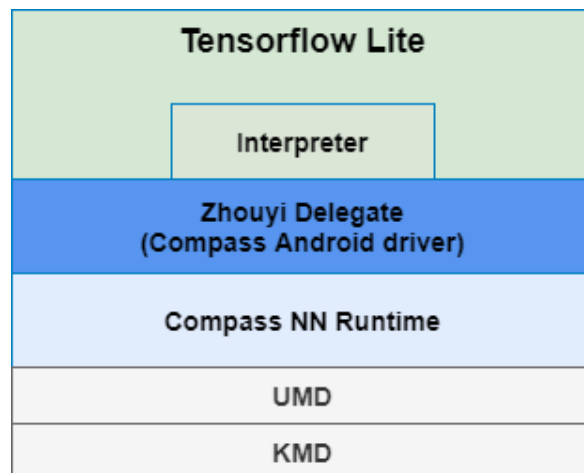 Tensorflow Lite
Interpreter
Zhouyi Delegate
(Compass Android driver)
Compass NN Runtime
UMD
KMD